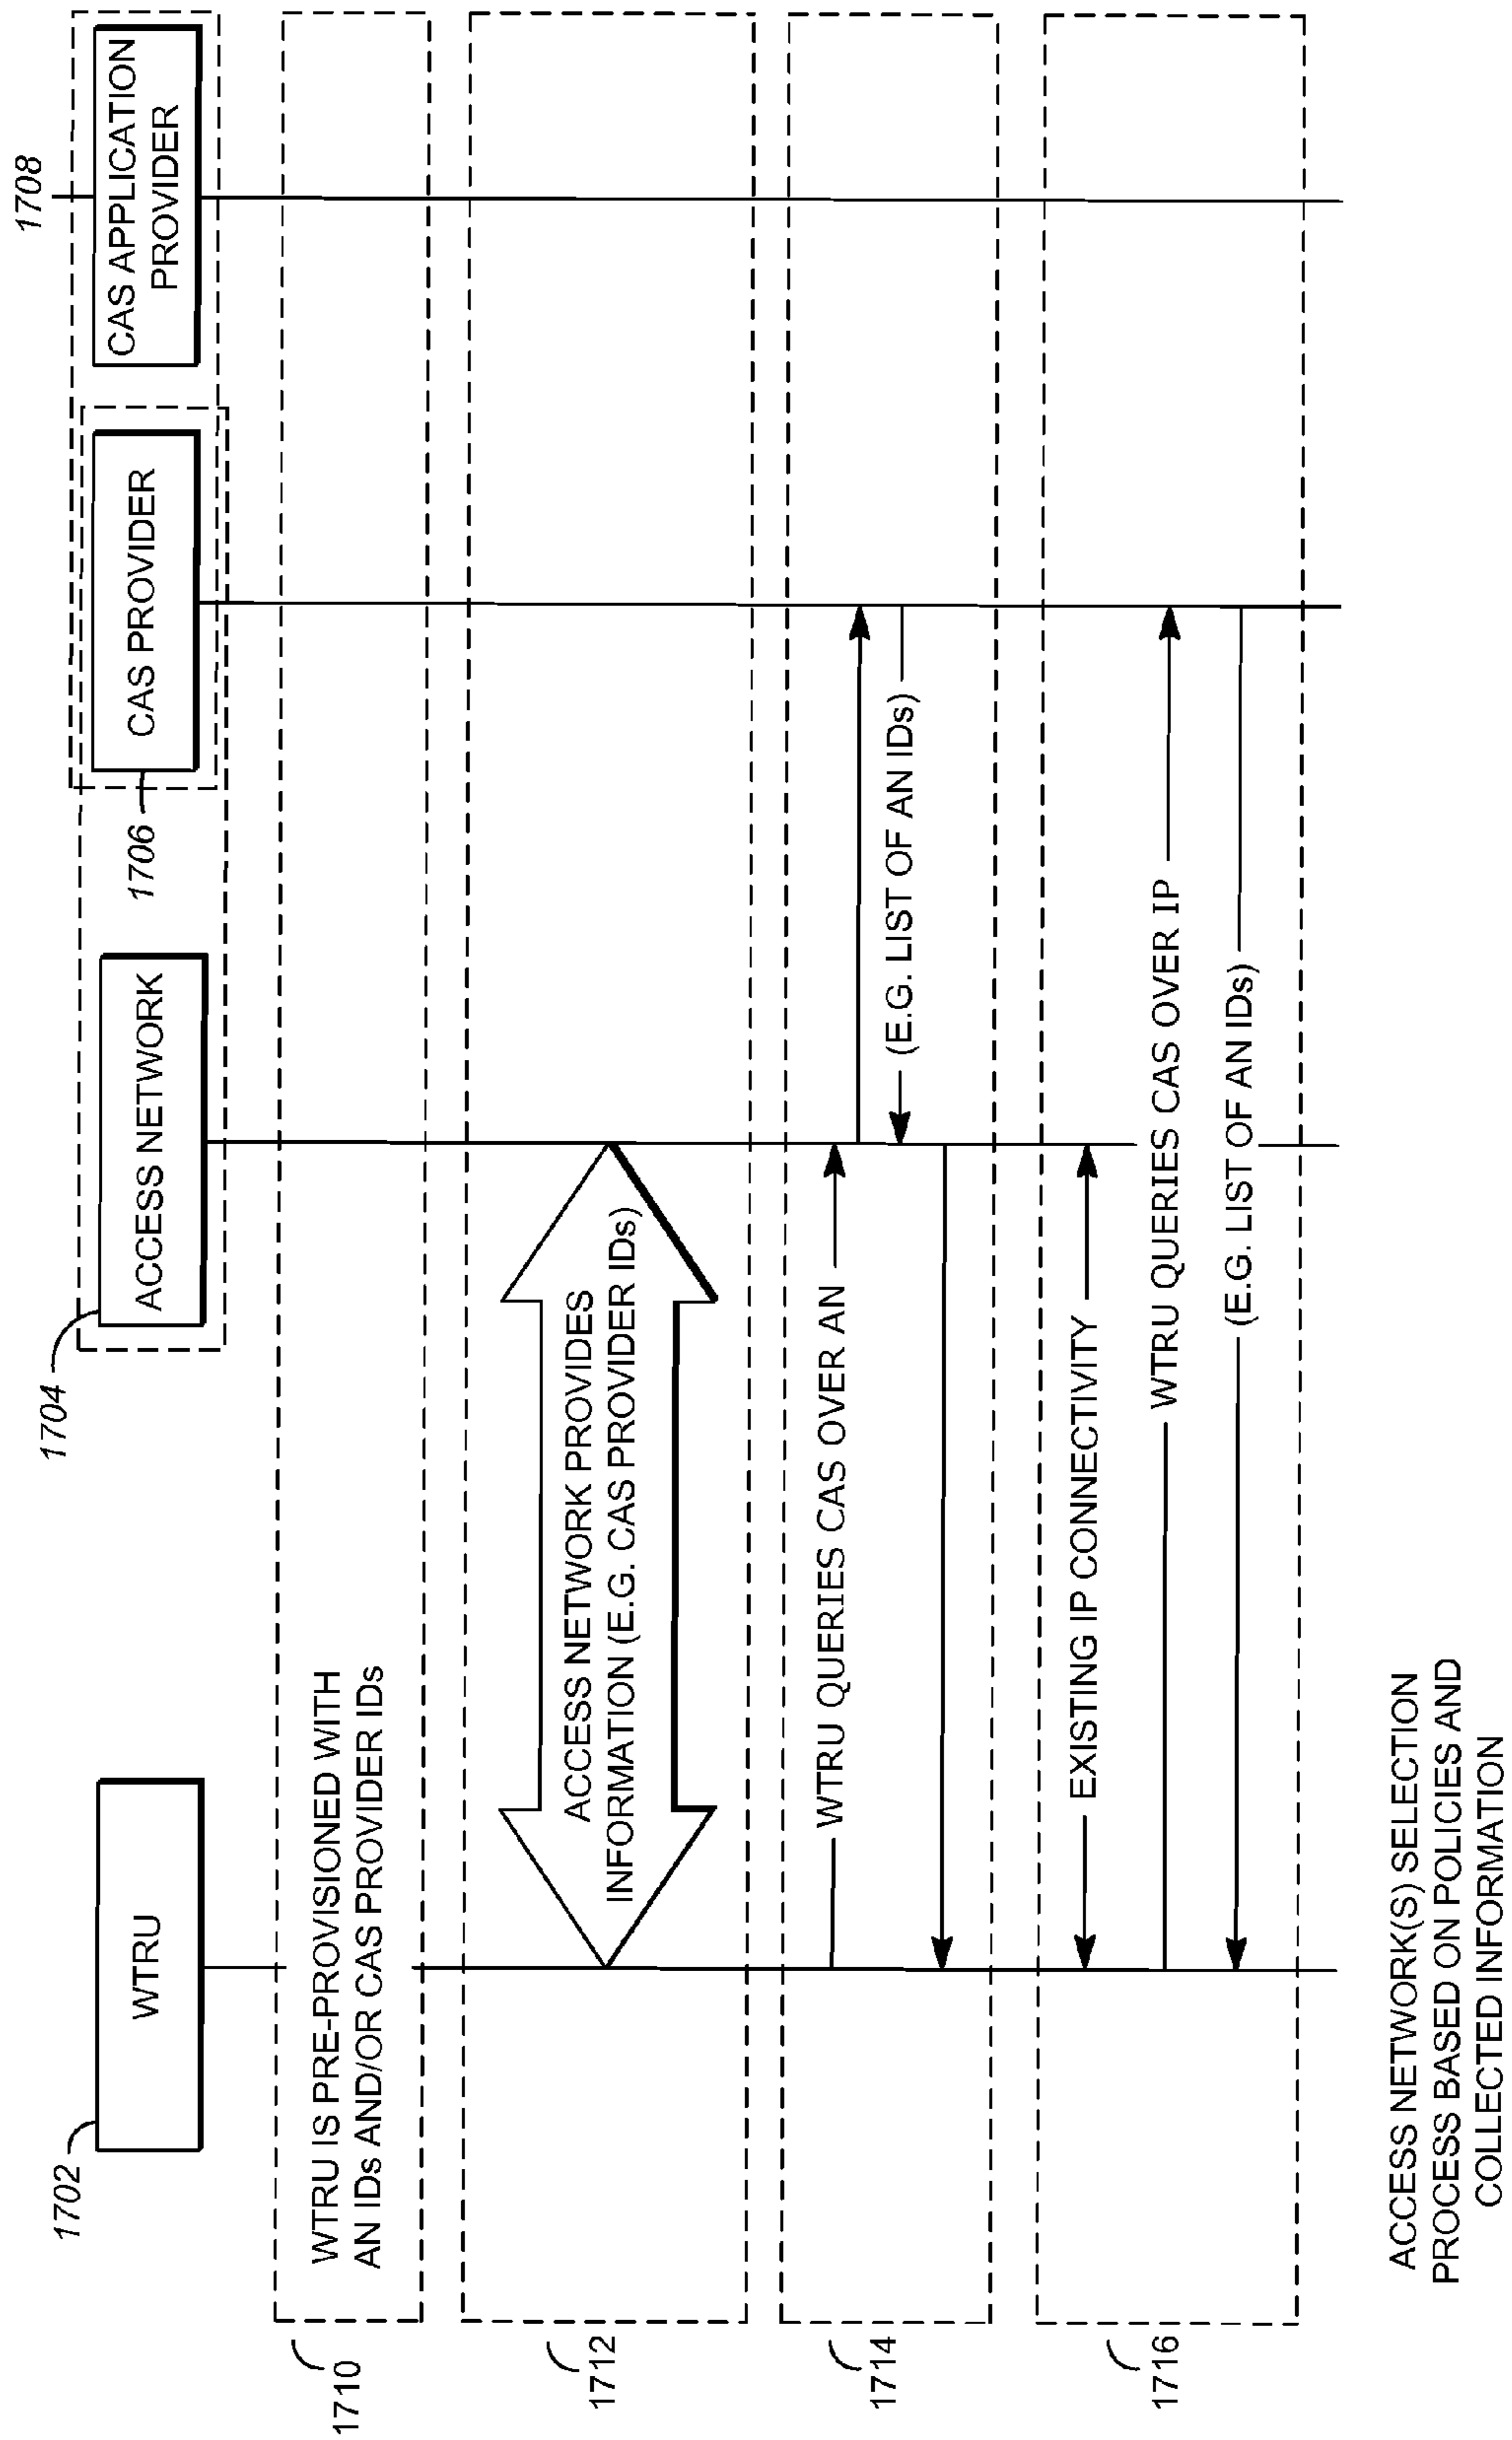 1702
WTRU
1704
ACCESS NETWORK
1706
CAS PROVIDER
1708
CAS APPLICATION
PROVIDER
1710
WTRU IS PRE-PROVISIONED WITH
AN IDs AND/OR CAS PROVIDER IDs
1712
ACCESS NETWORK PROVIDES
INFORMATION (E.G. CAS PROVIDER IDs)
1714
WTRU QUERIES CAS OVER AN
(E.G. LIST OF AN IDs)
1716
EXISTING IP CONNECTIVITY
WTRU QUERIES CAS OVER IP
(E.G. LIST OF AN IDs)
ACCESS NETWORK(S) SELECTION
PROCESS BASED ON POLICIES AND
COLLECTED INFORMATION